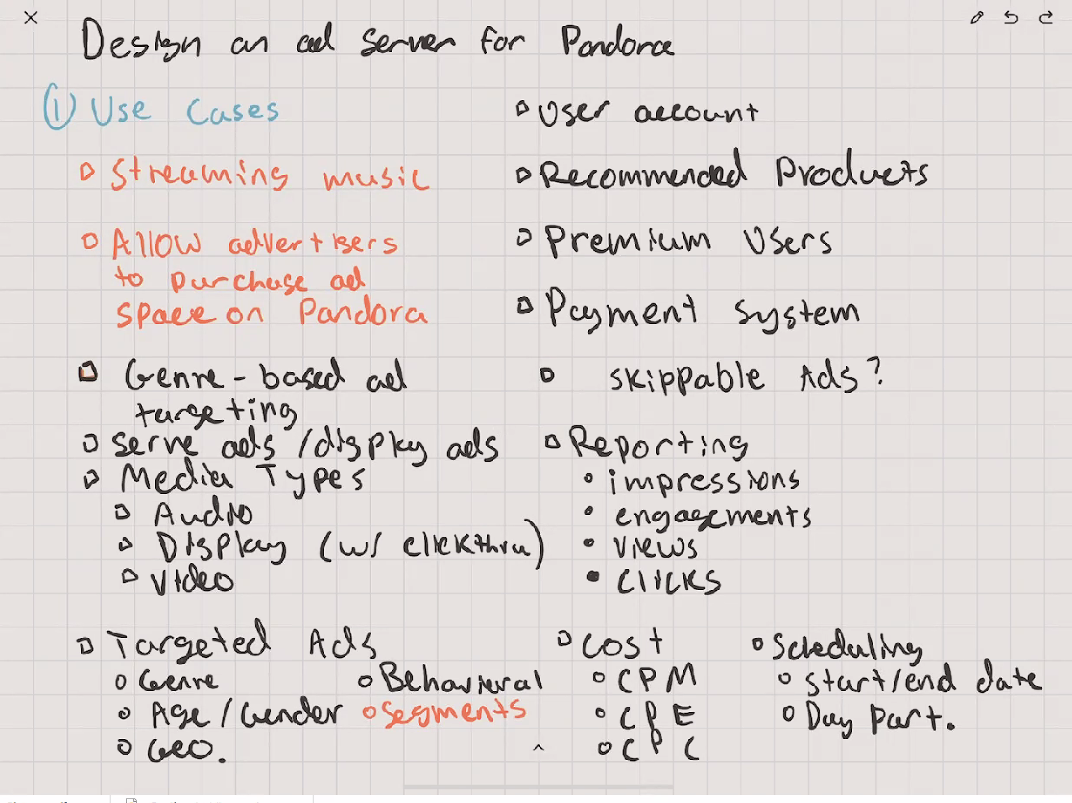 Design an ad server for Pandora
① Use Cases
Streaming music
Allow advertisers
to purchase ad
space on Pandora
Genre-based ad
targeting
serve ads/display ads
Media Types
Audio
Display (w/ clickthru)
Video
Targeted Ads
Genre
Age/Gender
Geo.
Behavioral
Segments
User account
Recommended Products
Premium Users
Payment System
Skippable Ads?
Reporting
impressions
engagements
views
clicks
Cost
CPM
CPE
CPC
Scheduling
start/end date
Day Part.